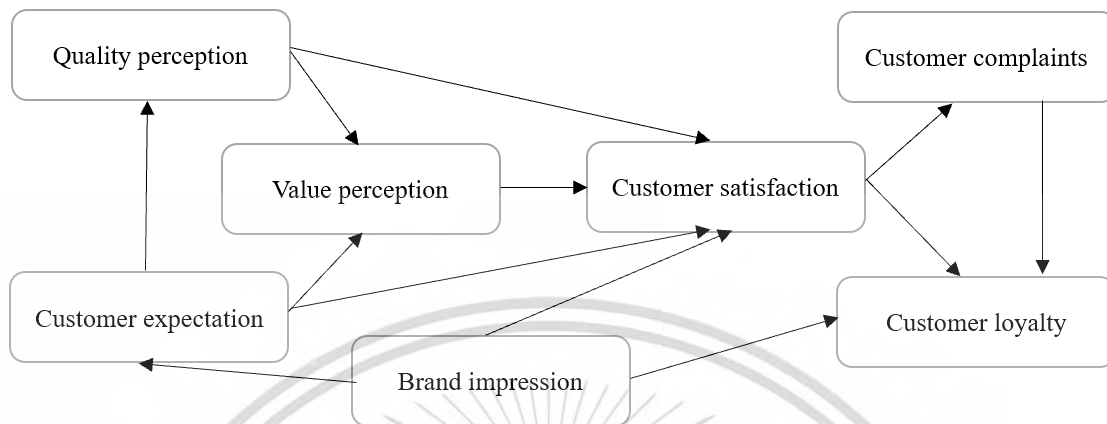 Quality perception
Customer complaints
Value perception
Customer satisfaction
Customer expectation
Customer loyalty
Brand impression